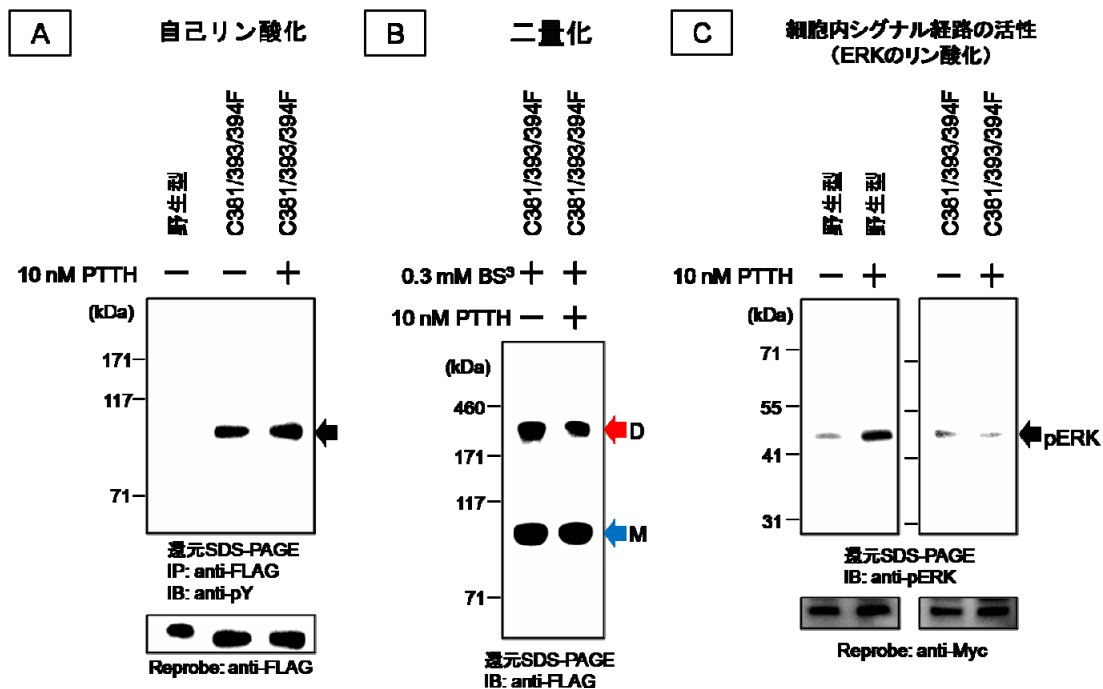 A
自己リン酸化
野生型
C381/393/394F
C381/393/394F
10 nM PTTH
− − +
(kDa)
171
117
71
還元SDS-PAGE
IP: anti-FLAG
IB: anti-pY
Reprobe: anti-FLAG
B
二量化
C381/393/394F
C381/393/394F
0.3 mM BS³ + +
10 nM PTTH − +
(kDa)
460
171
117
71
D
M
還元SDS-PAGE
IB: anti-FLAG
C
細胞内シグナル経路の活性
(ERKのリン酸化)
野生型
野生型
C381/393/394F
C381/393/394F
10 nM PTTH − + − +
(kDa)
71
55
41
31
pERK
還元SDS-PAGE
IB: anti-pERK
Reprobe: anti-Myc